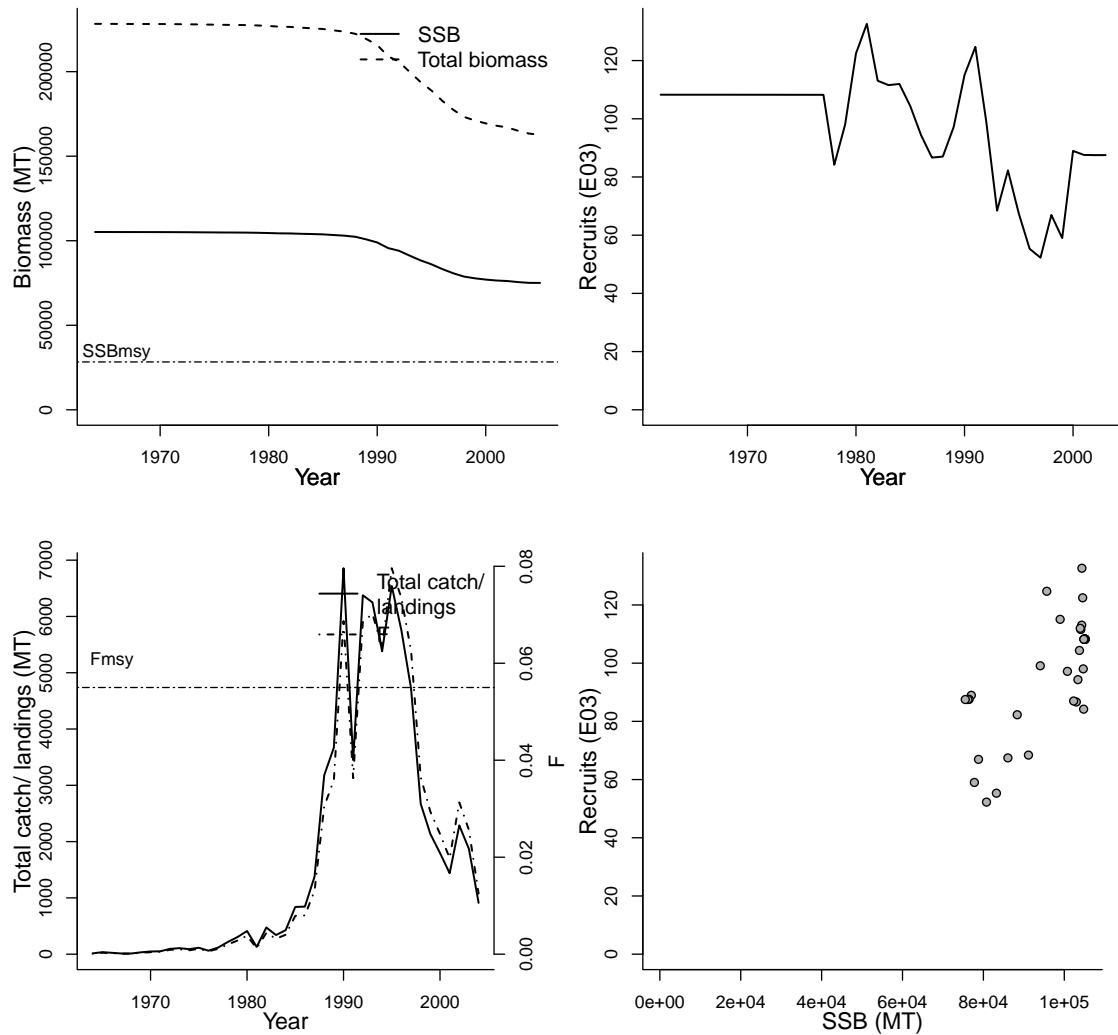 SSB
Total biomass
Biomass (MT)
200000
150000
100000
50000
0
SSBmsy
1970
1980
1990
2000
Year
Recruits (E03)
120
100
80
60
40
20
0
1970
1980
1990
2000
Year
Total catch/ landings (MT)
7000
6000
5000
4000
3000
2000
1000
0
Total catch/
landings
F
Fmsy
0.08
0.06
0.04
0.02
0.00
F
1970
1980
1990
2000
Year
Recruits (E03)
120
100
80
60
40
20
0
0e+00
2e+04
4e+04
6e+04
8e+04
1e+05
SSB (MT)